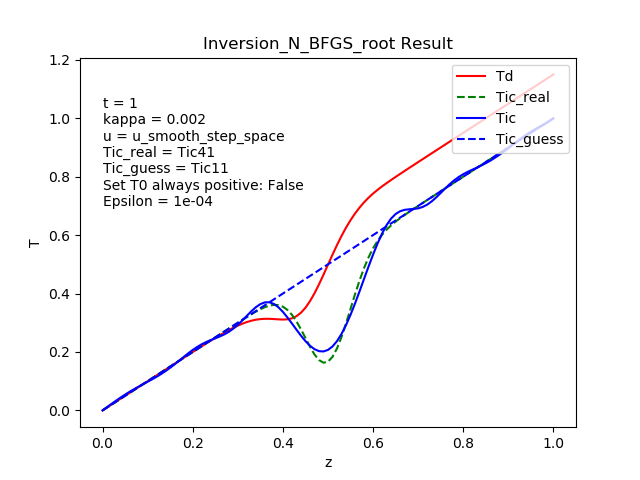 Inversion_N_BFGS_root Result
1.2
1.0
0.8
0.6
0.4
0.2
0.0
T
t = 1
kappa = 0.002
u = u_smooth_step_space
Tic_real = Tic41
Tic_guess = Tic11
Set T0 always positive: False
Epsilon = 1e-04
Td
Tic_real
Tic
Tic_guess
0.0
0.2
0.4
0.6
0.8
1.0
z